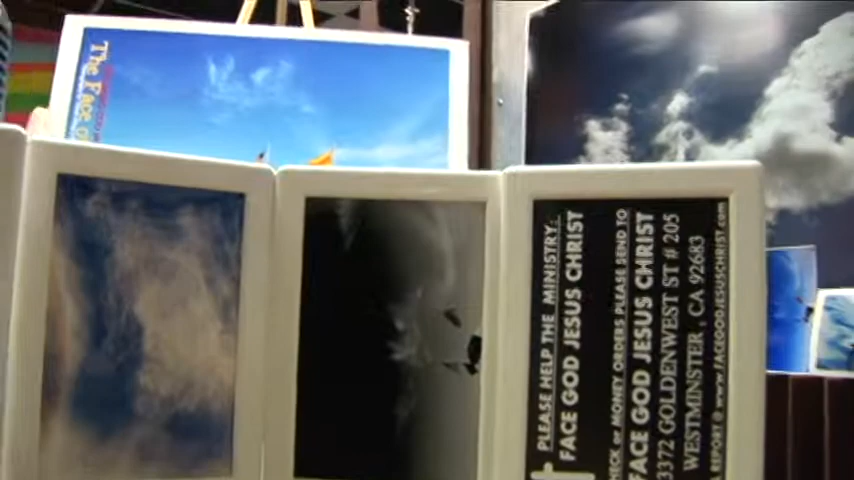 The Face of
PLEASE HELP THE MINISTRY:
FACE GOD JESUS CHRIST
CHECK or MONEY ORDERS PLEASE SEND TO
FACE GOD JESUS CHRIST
3372 GOLDENWEST ST # 205
WESTMINSTER, CA. 92683
A REPORT @ www.FACEGODJESUSCHRIST.com